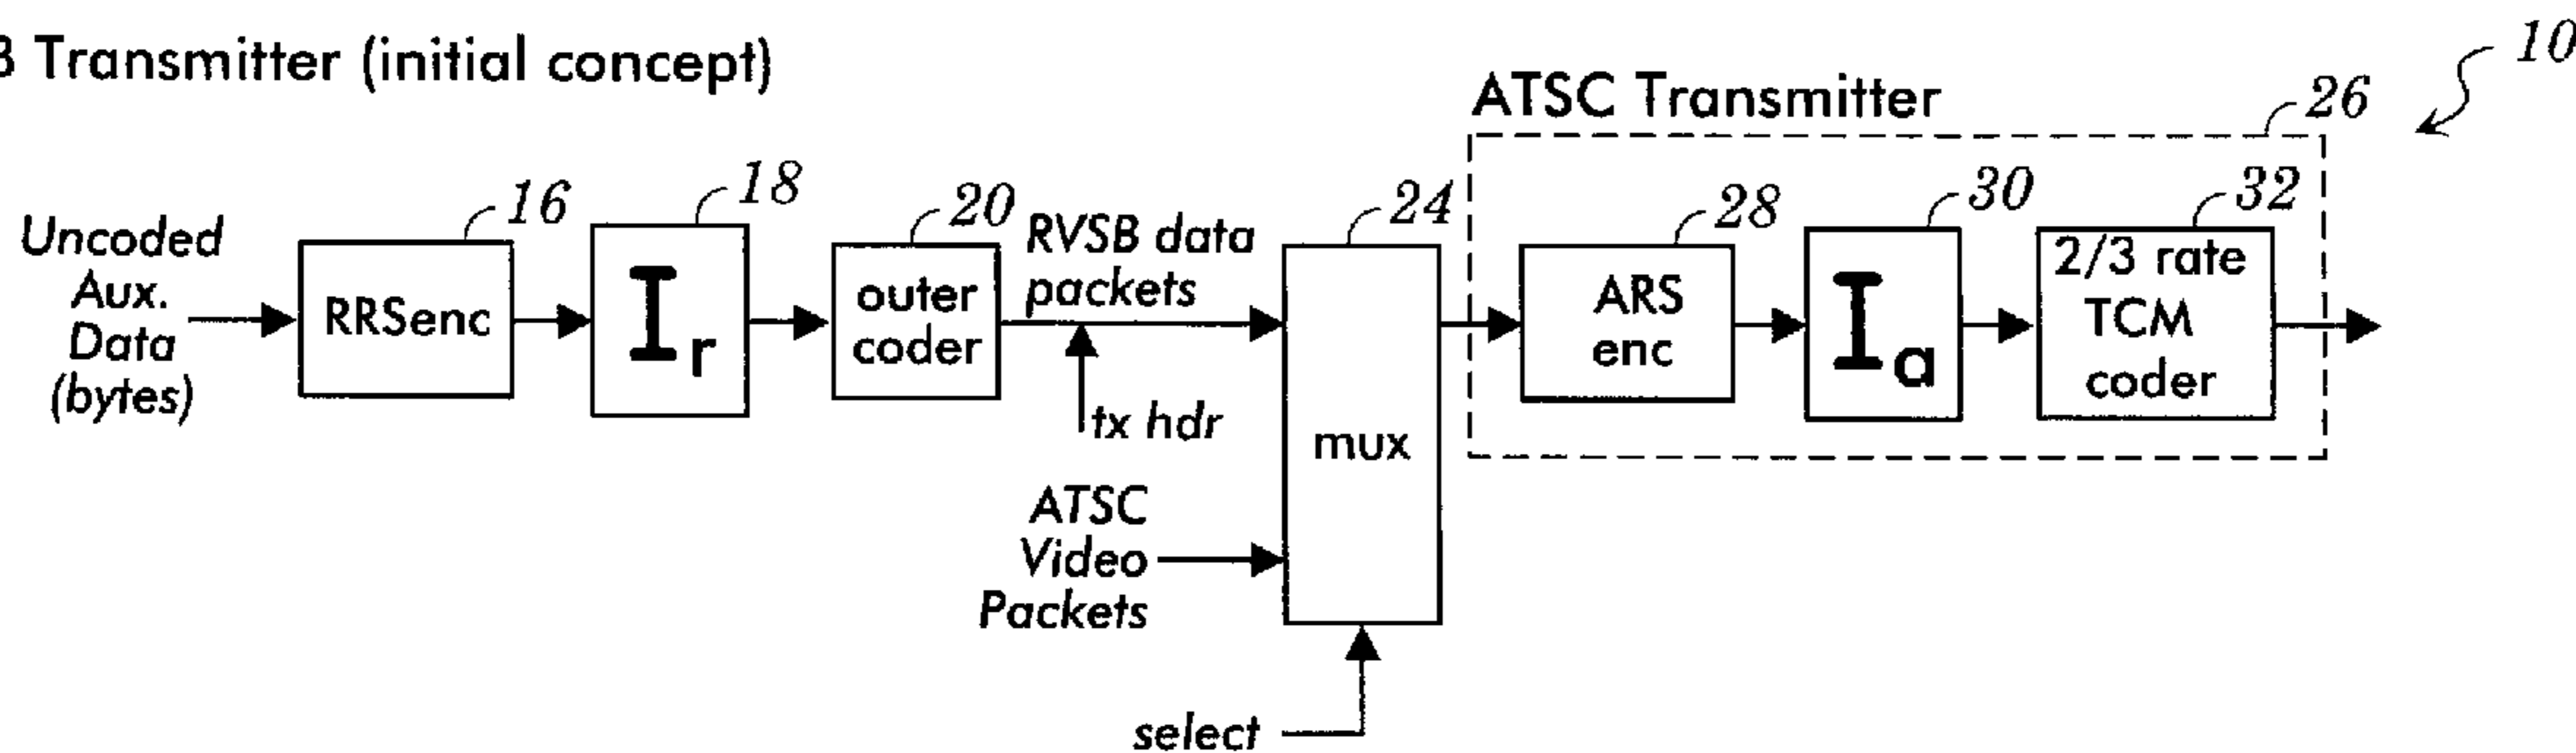 B Transmitter (initial concept)
10
ATSC Transmitter
26
Uncoded
Aux.
Data
(bytes)
16
RRSenc
18
Ir
20
outer
coder
RVSB data
packets
tx hdr
ATSC
Video
Packets
24
mux
select
28
ARS
enc
30
Ia
32
2/3 rate
TCM
coder